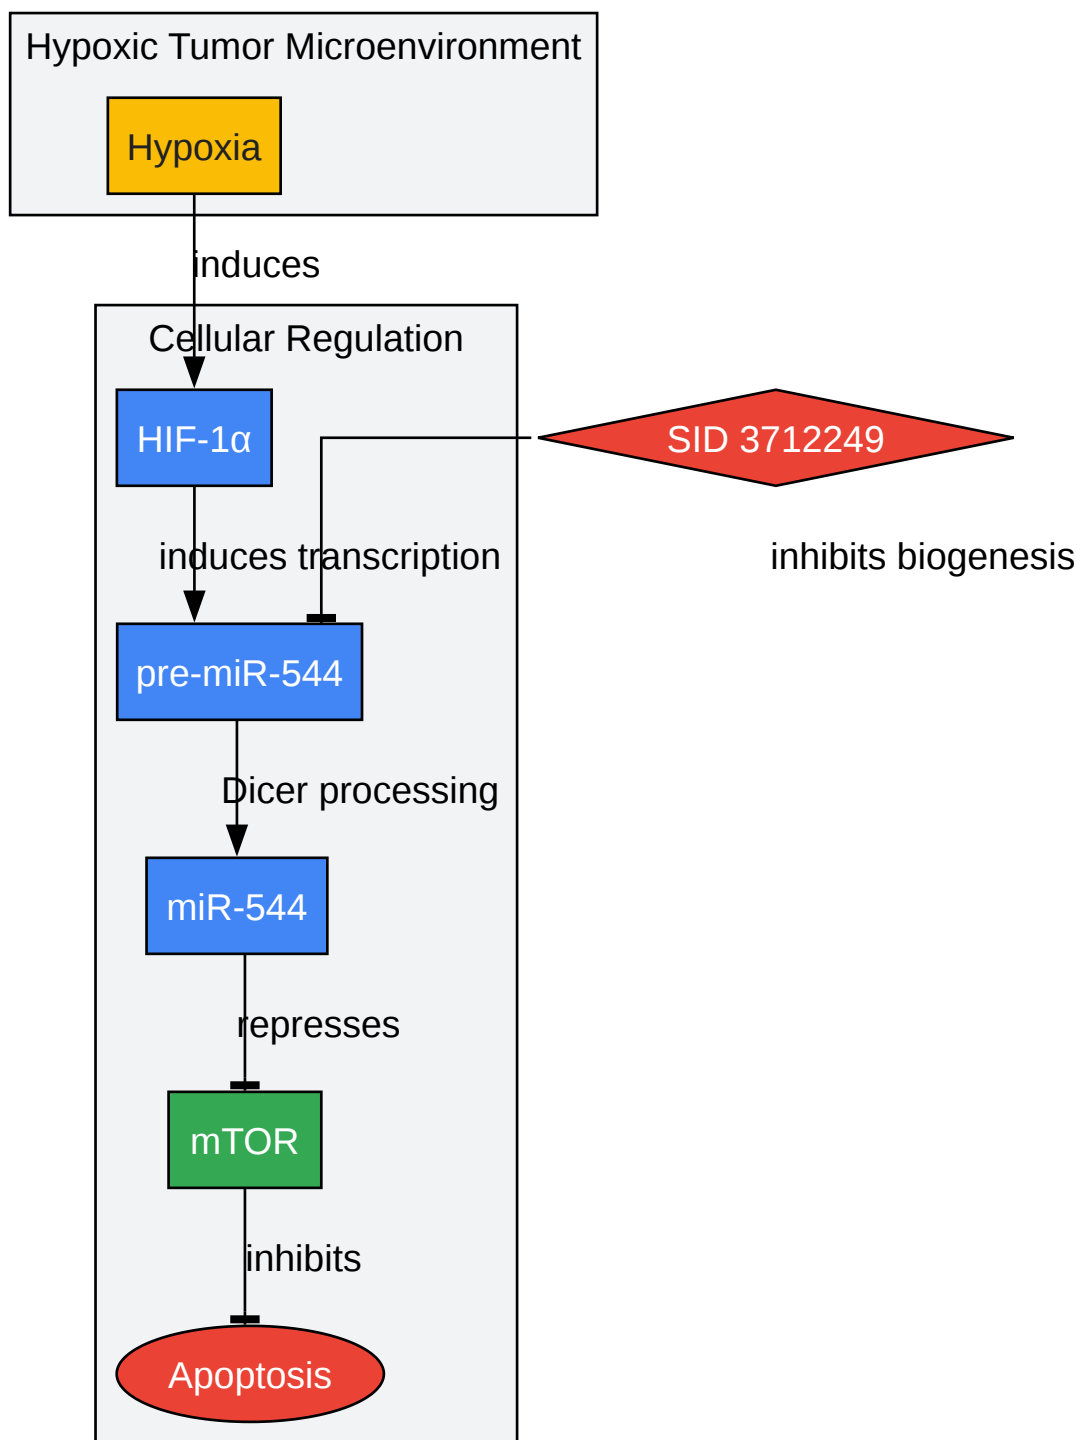 Hypoxic Tumor Microenvironment
Hypoxia
induces
Cellular Regulation
HIF-1α
SID 3712249
induces transcription
inhibits biogenesis
pre-miR-544
Dicer processing
miR-544
represses
mTOR
inhibits
Apoptosis